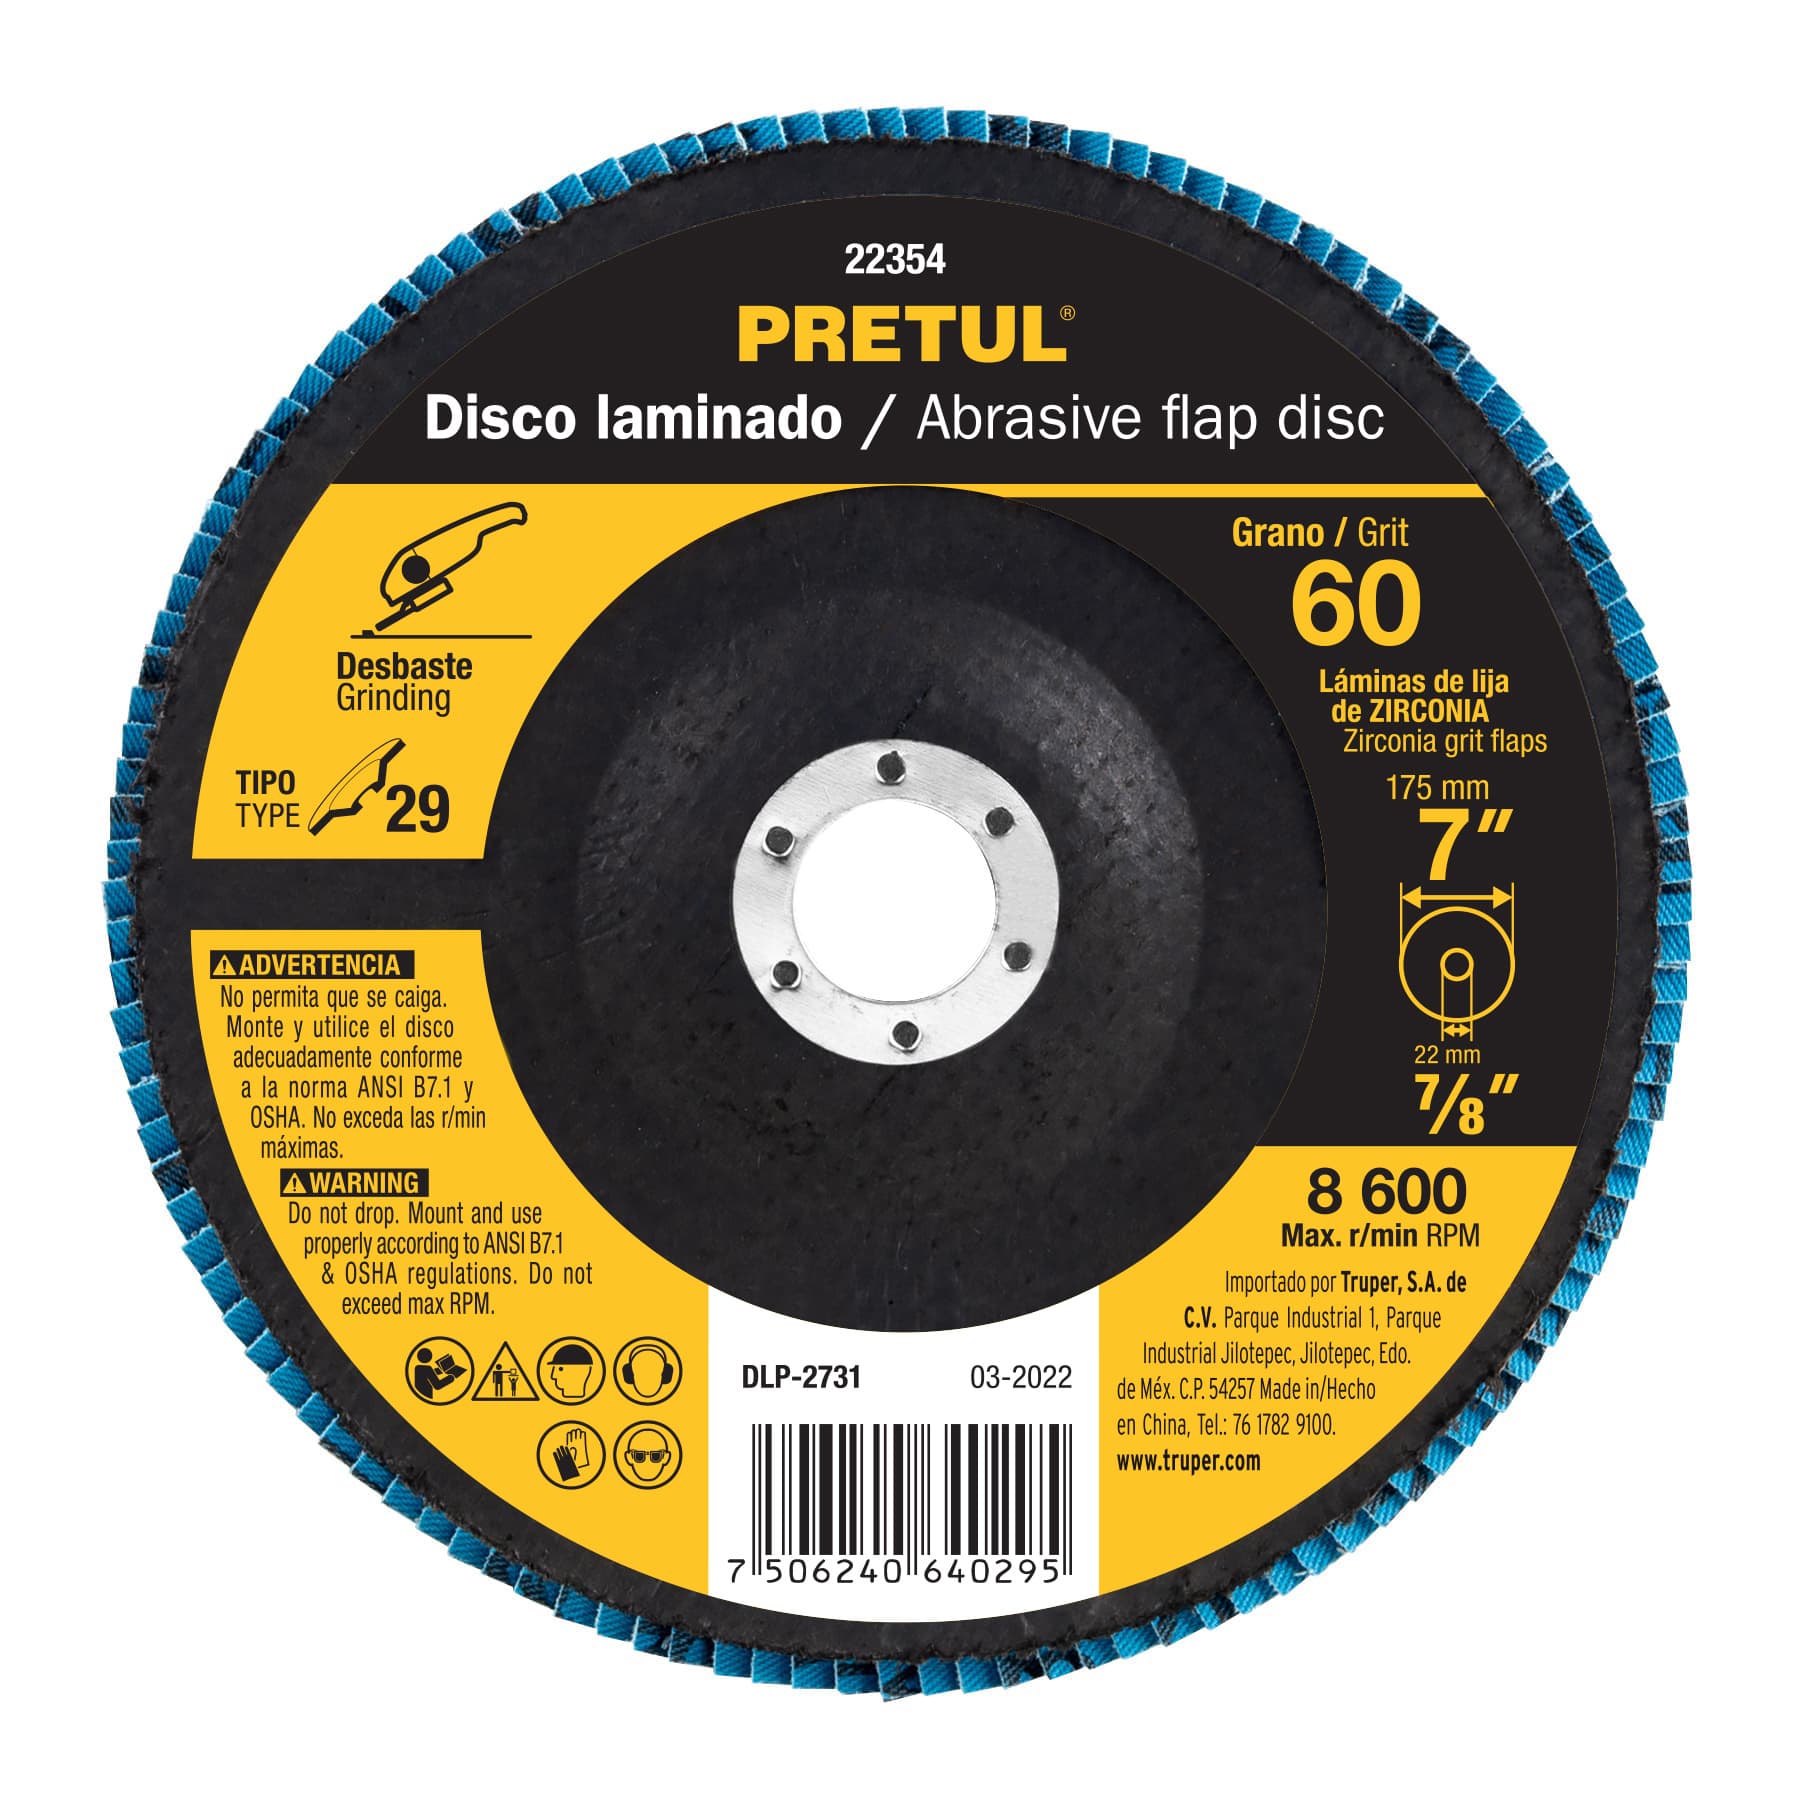 22354
PRETUL®
Disco laminado / Abrasive flap disc
Desbaste
Grinding
TIPO
TYPE
29
Grano / Grit
60
Láminas de lija
de ZIRCONIA
Zirconia grit flaps
175 mm
7"
22 mm
7/8"
8 600
Max. r/min RPM
Importado por Truper, S.A. de
C.V. Parque Industrial 1, Parque
Industrial Jilotepec, Jilotepec, Edo.
de Méx. C.P. 54257 Made in/Hecho
en China, Tel.: 76 1782 9100.
www.truper.com
ADVERTENCIA
No permita que se caiga.
Monte y utilice el disco
adecuadamente conforme
a la norma ANSI B7.1 y
OSHA. No exceda las r/min
máximas.
WARNING
Do not drop. Mount and use
properly according to ANSI B7.1
& OSHA regulations. Do not
exceed max RPM.
DLP-2731 03-2022
7 506240 640295